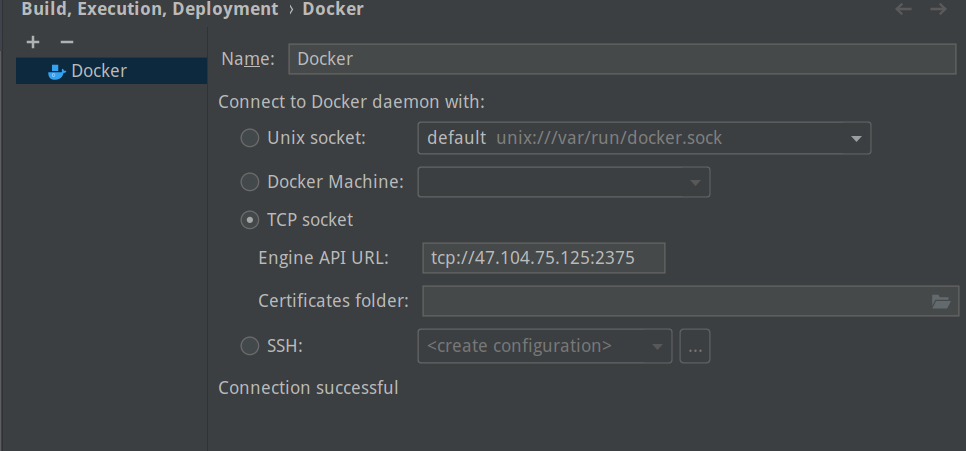 Build, Execution, Deployment › Docker
Docker
Name: Docker
Connect to Docker daemon with:
Unix socket: default unix:///var/run/docker.sock
Docker Machine:
TCP socket
Engine API URL: tcp://47.104.75.125:2375
Certificates folder:
SSH: <create configuration> ...
Connection successful